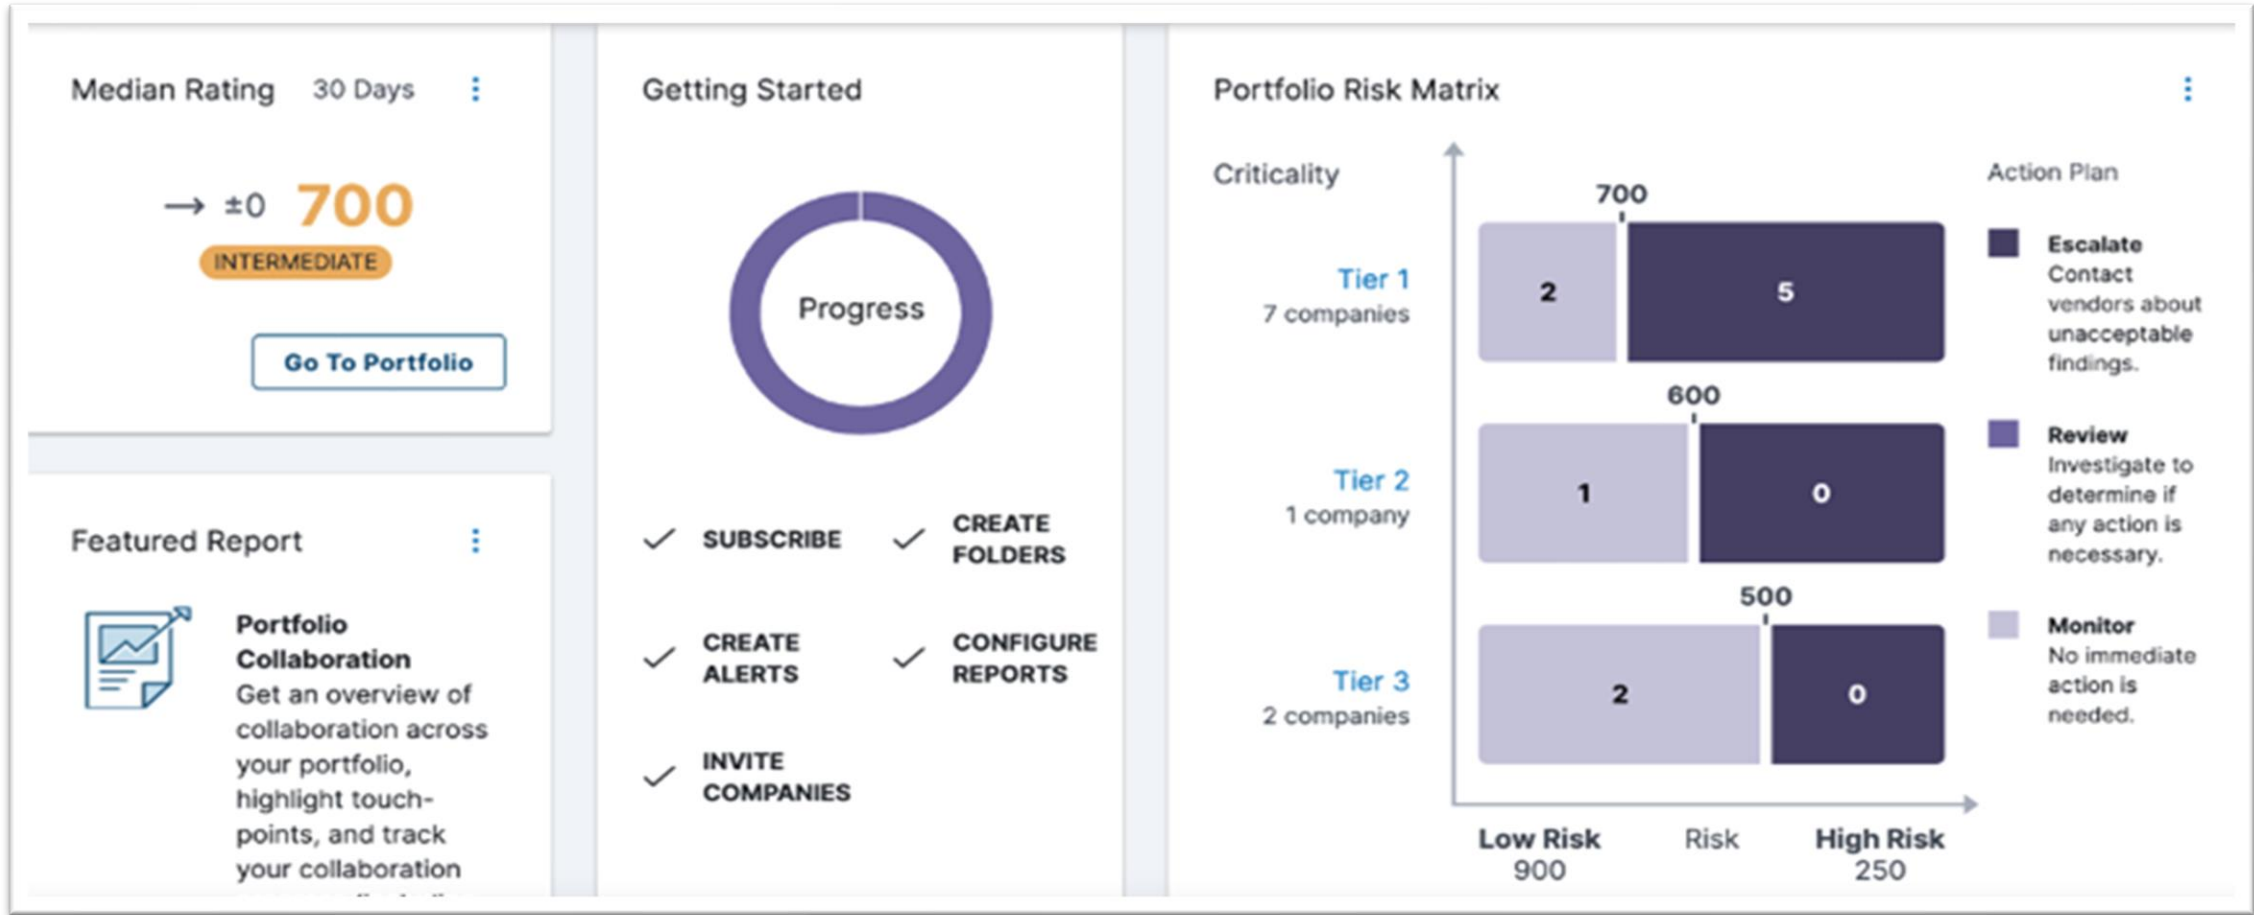 Median Rating 30 Days
→ ±0 700
INTERMEDIATE
Go To Portfolio
Featured Report
Portfolio
Collaboration
Get an overview of
collaboration across
your portfolio,
highlight touch-
points, and track
your collaboration
Getting Started
Progress
SUBSCRIBE
CREATE
FOLDERS
CREATE
ALERTS
CONFIGURE
REPORTS
INVITE
COMPANIES
Portfolio Risk Matrix
Criticality
700
Tier 1
7 companies
2 5
600
Tier 2
1 company
1 0
500
Tier 3
2 companies
2 0
Low Risk Risk High Risk
900 250
Action Plan
Escalate
Contact
vendors about
unacceptable
findings.
Review
Investigate to
determine if
any action is
necessary.
Monitor
No immediate
action is
needed.